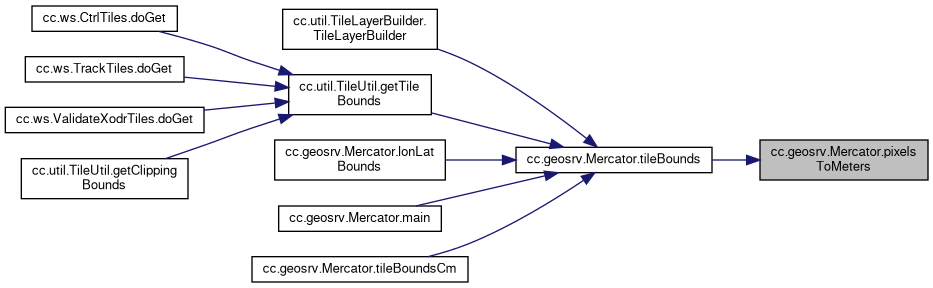 cc.ws.CtrlTiles.doGet
cc.ws.TrackTiles.doGet
cc.ws.ValidateXodrTiles.doGet
cc.util.TileUtil.getClipping
Bounds
cc.util.TileLayerBuilder.
TileLayerBuilder
cc.util.TileUtil.getTile
Bounds
cc.geosrv.Mercator.lonLat
Bounds
cc.geosrv.Mercator.main
cc.geosrv.Mercator.tileBoundsCm
cc.geosrv.Mercator.tileBounds
cc.geosrv.Mercator.pixels
ToMeters